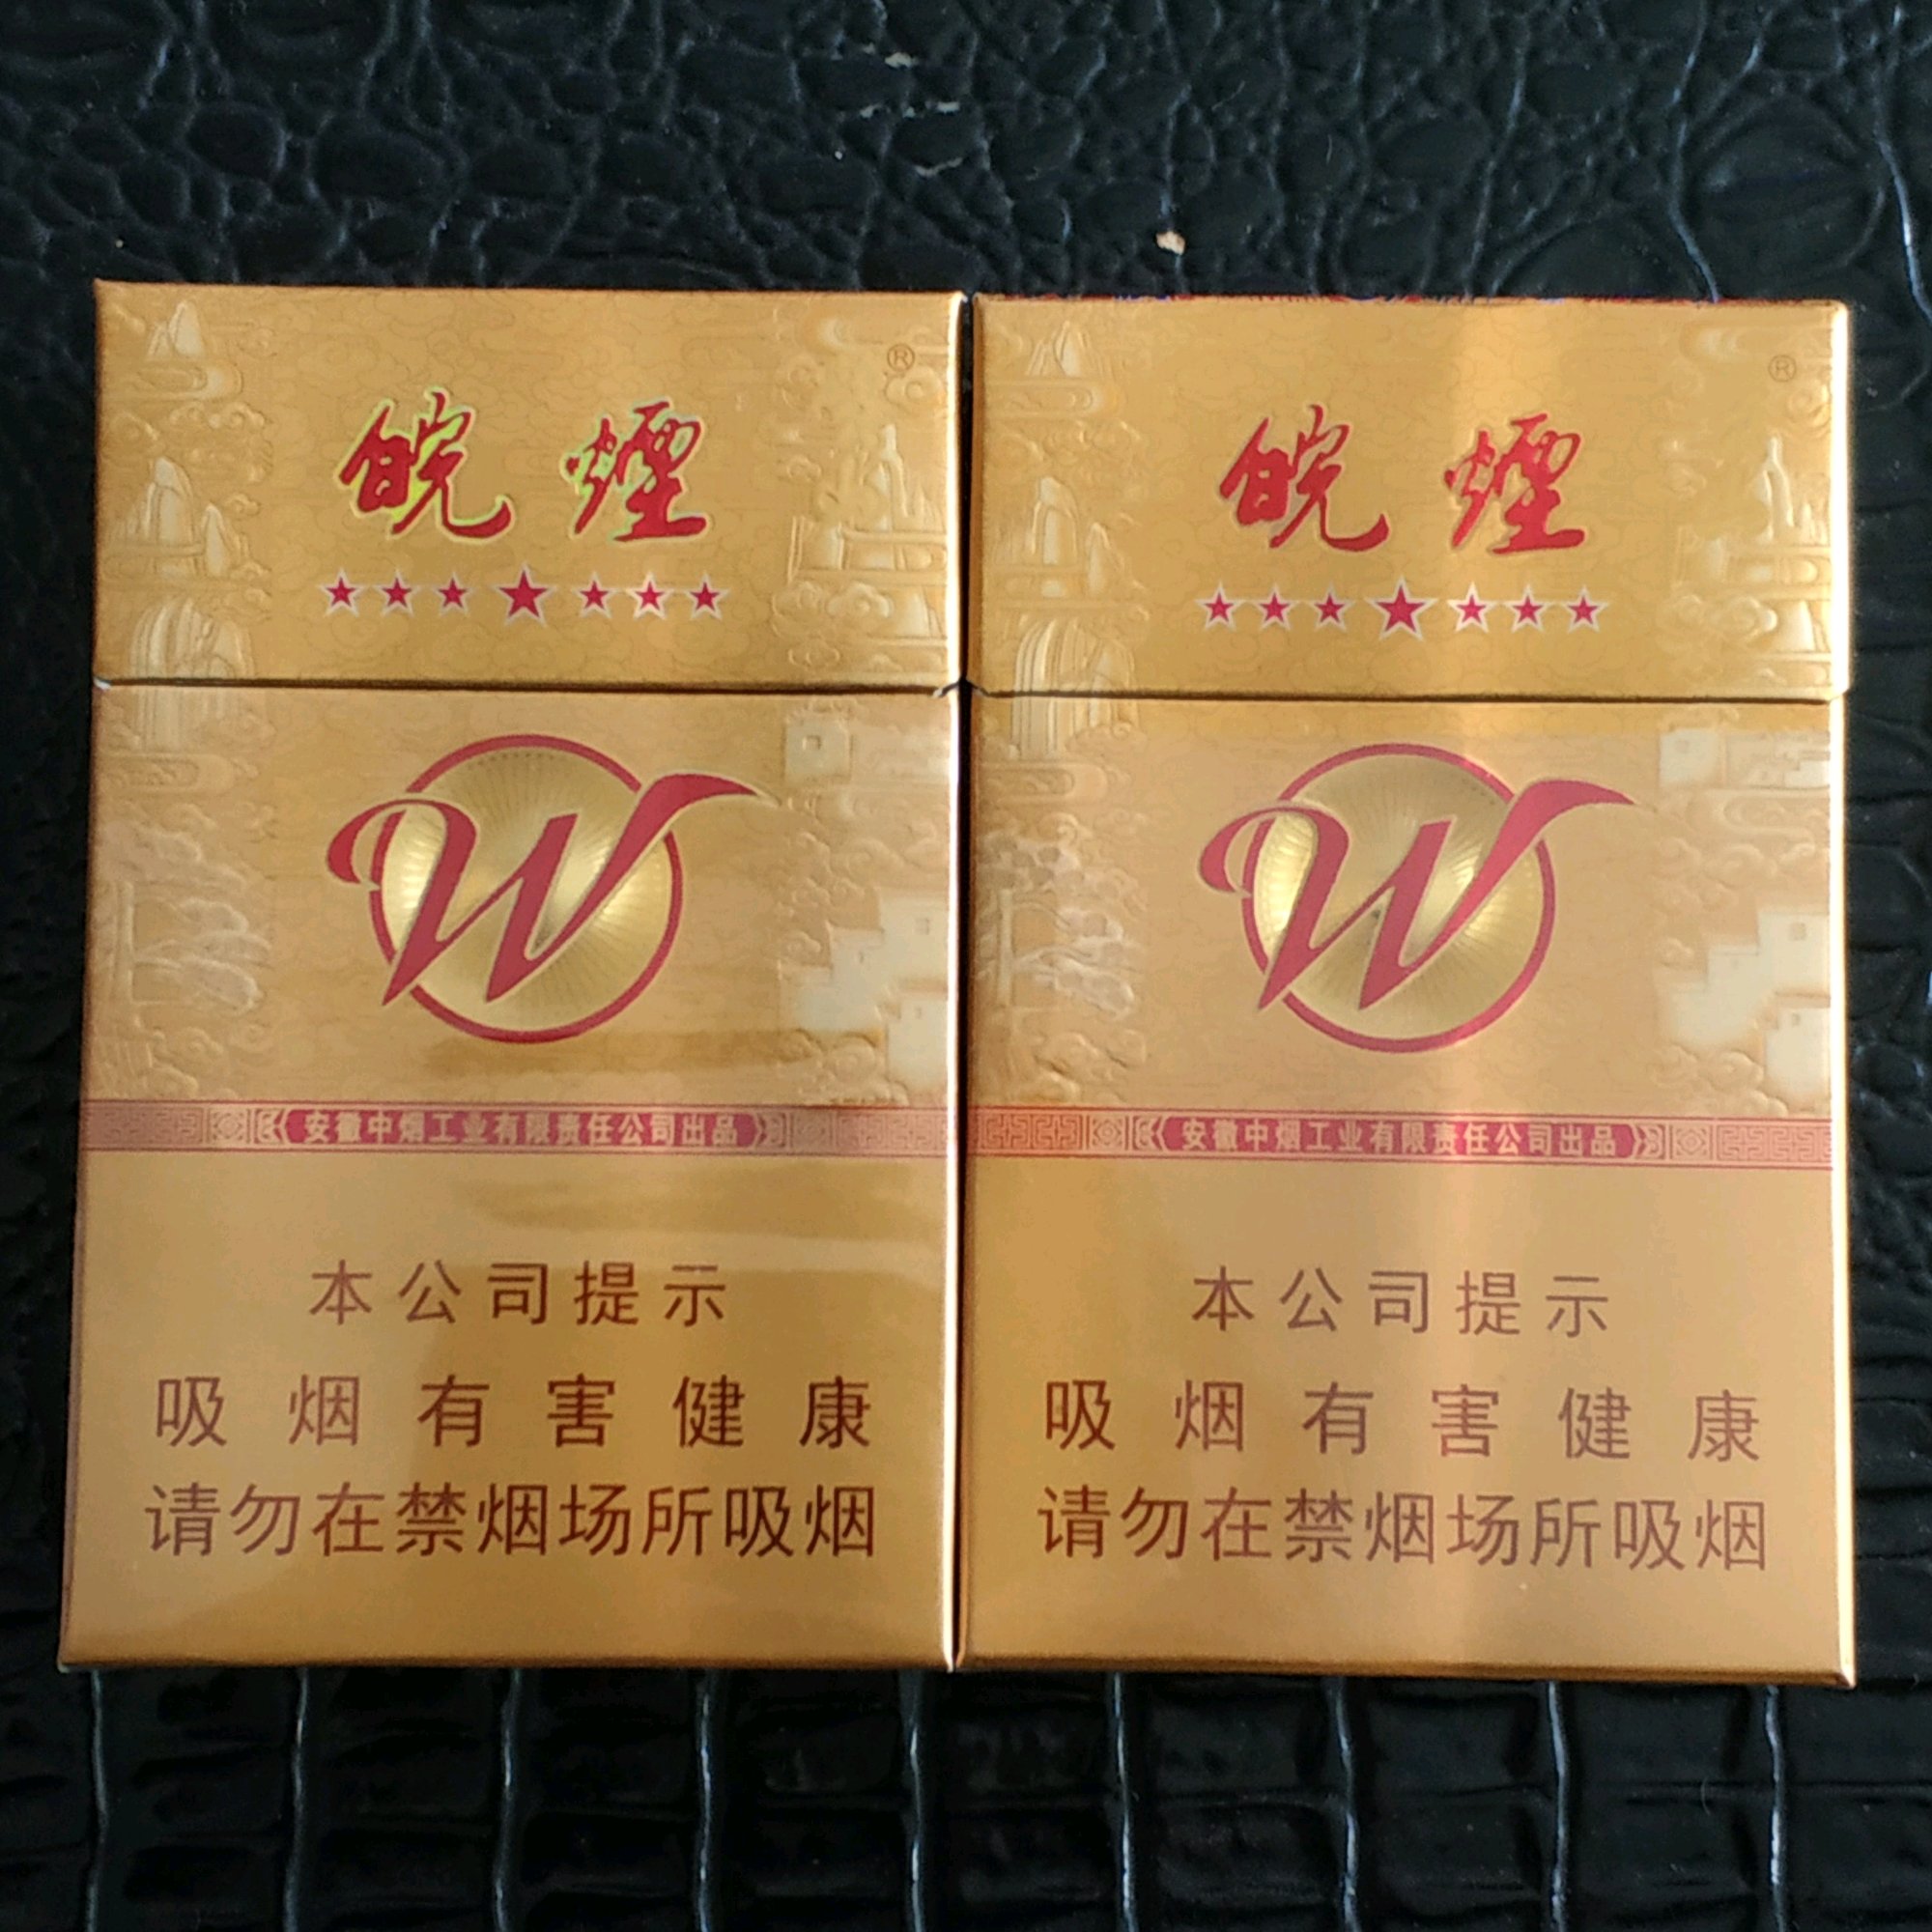 皖煙
®
W
安徽中烟工业有限责任公司出品
本公司提示
吸烟有害健康
请勿在禁烟场所吸烟
皖煙
®
W
安徽中烟工业有限责任公司出品
本公司提示
吸烟有害健康
请勿在禁烟场所吸烟